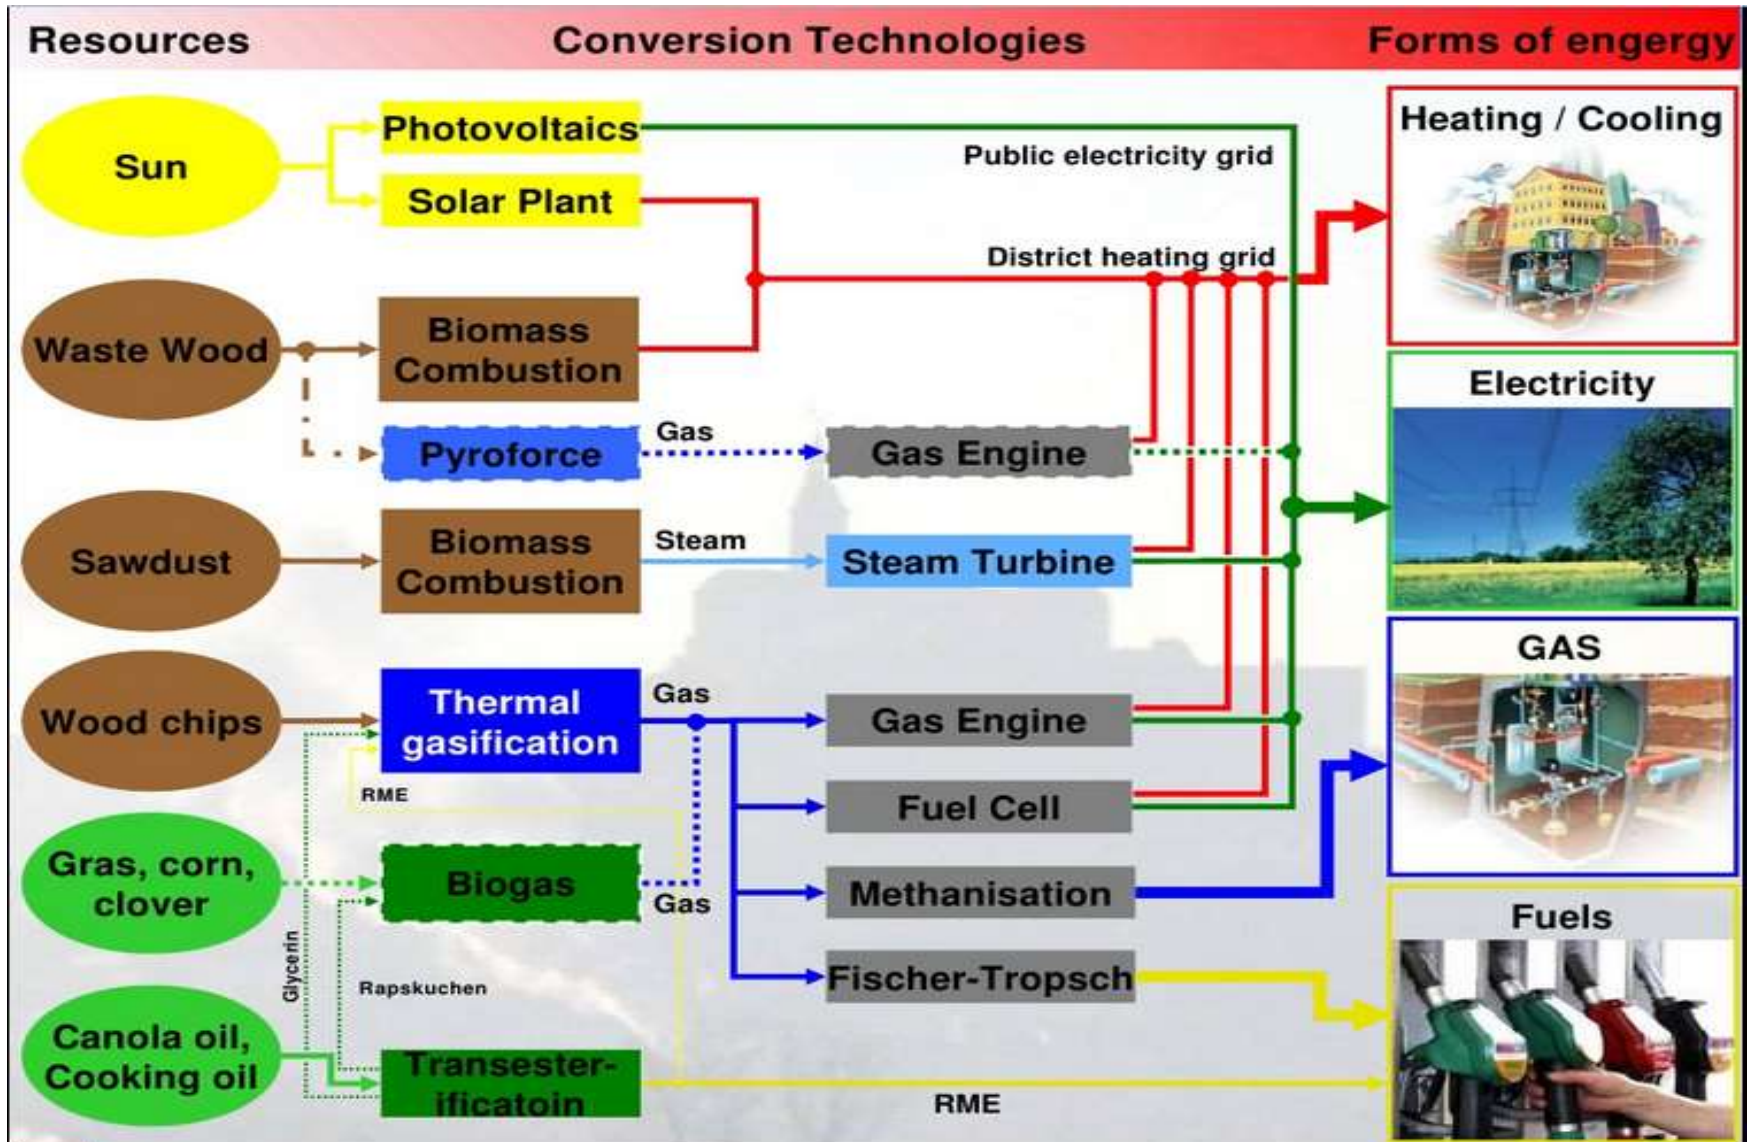 Resources
Conversion Technologies
Forms of engergy
Sun
Photovoltaics
Solar Plant
Public electricity grid
Heating / Cooling
District heating grid
Waste Wood
Biomass
Combustion
Pyroforce
Gas
Gas Engine
Electricity
Sawdust
Biomass
Combustion
Steam
Steam Turbine
Wood chips
Thermal
gasification
Gas
Gas Engine
GAS
RME
Fuel Cell
Gras, corn,
clover
Biogas
Gas
Methanisation
Glycerin
Rapskuchen
Fischer-Tropsch
Fuels
Canola oil,
Cooking oil
Transester-
ificatoin
RME